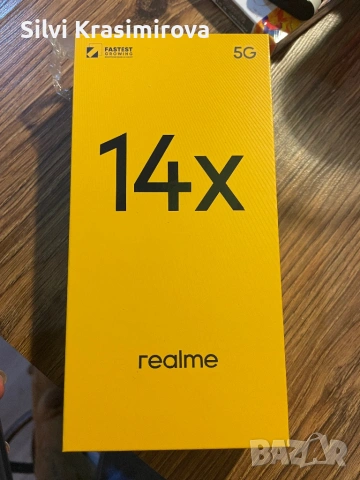 Silvi Krasimirova
FASTEST
GROWING
5G
14x
realme
BAZAR